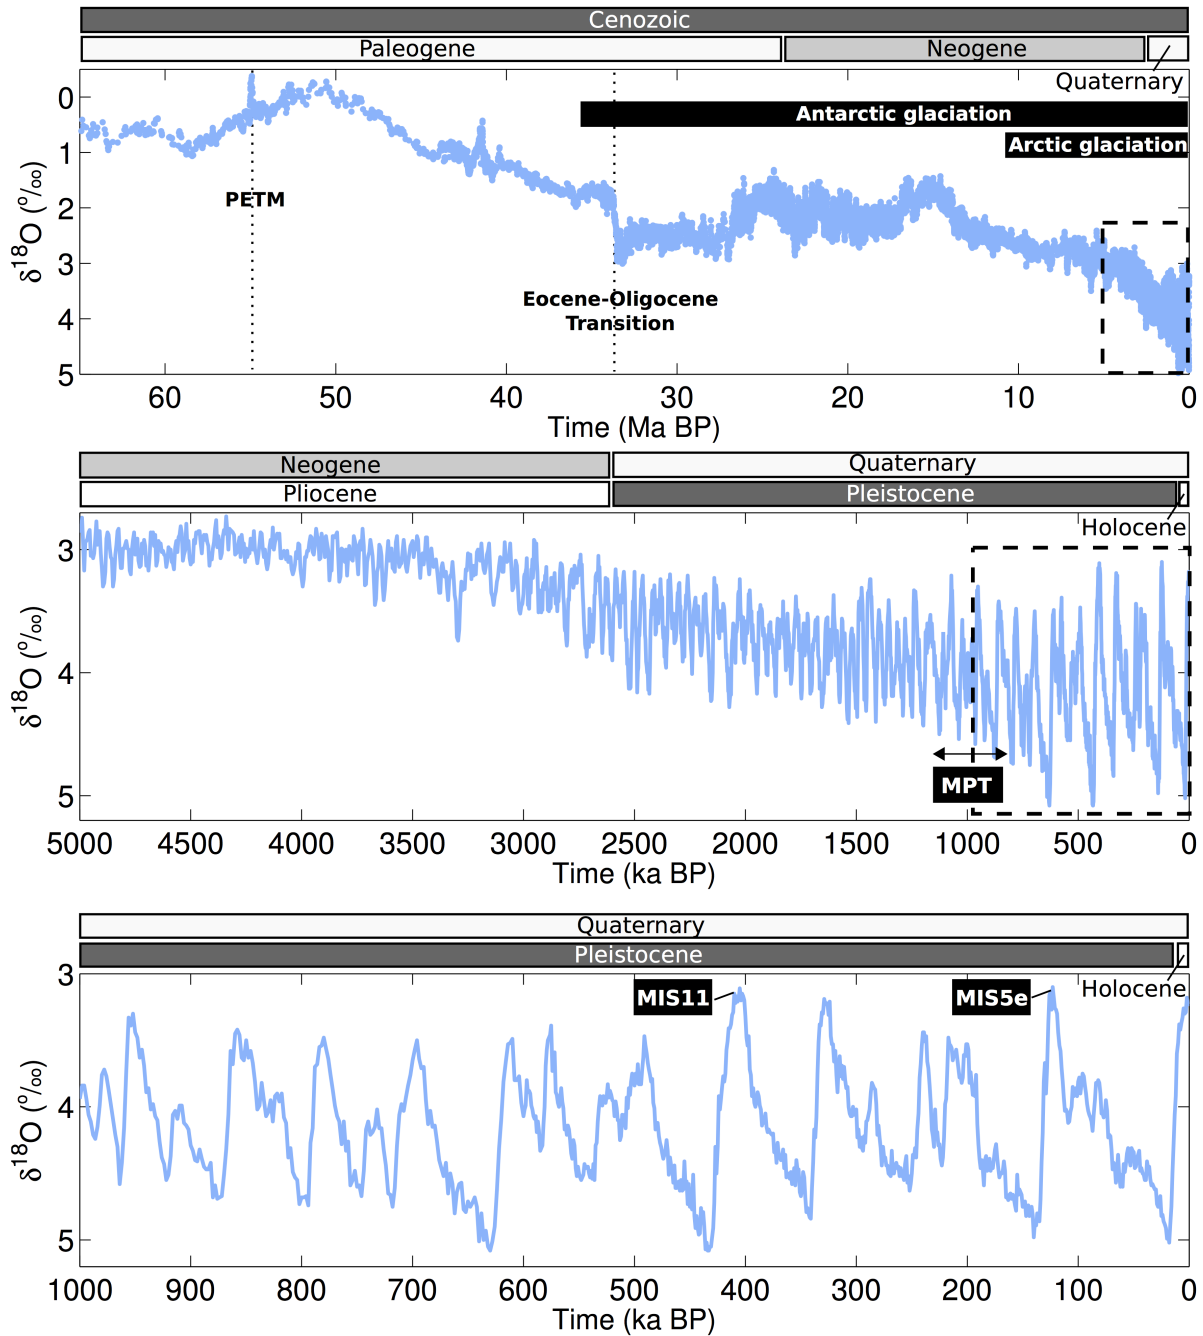 Cenozoic
Paleogene
Neogene
Quaternary
0
1
2
3
4
5
δ18O (o/oo)
Antarctic glaciation
Arctic glaciation
PETM
Eocene-Oligocene
Transition
60
50
40
30
20
10
0
Time (Ma BP)
Neogene
Quaternary
Pliocene
Pleistocene
Holocene
3
4
5
δ18O (o/oo)
MPT
5000
4500
4000
3500
3000
2500
2000
1500
1000
500
0
Time (ka BP)
Quaternary
Pleistocene
Holocene
3
4
5
δ18O (o/oo)
MIS11
MIS5e
1000
900
800
700
600
500
400
300
200
100
0
Time (ka BP)